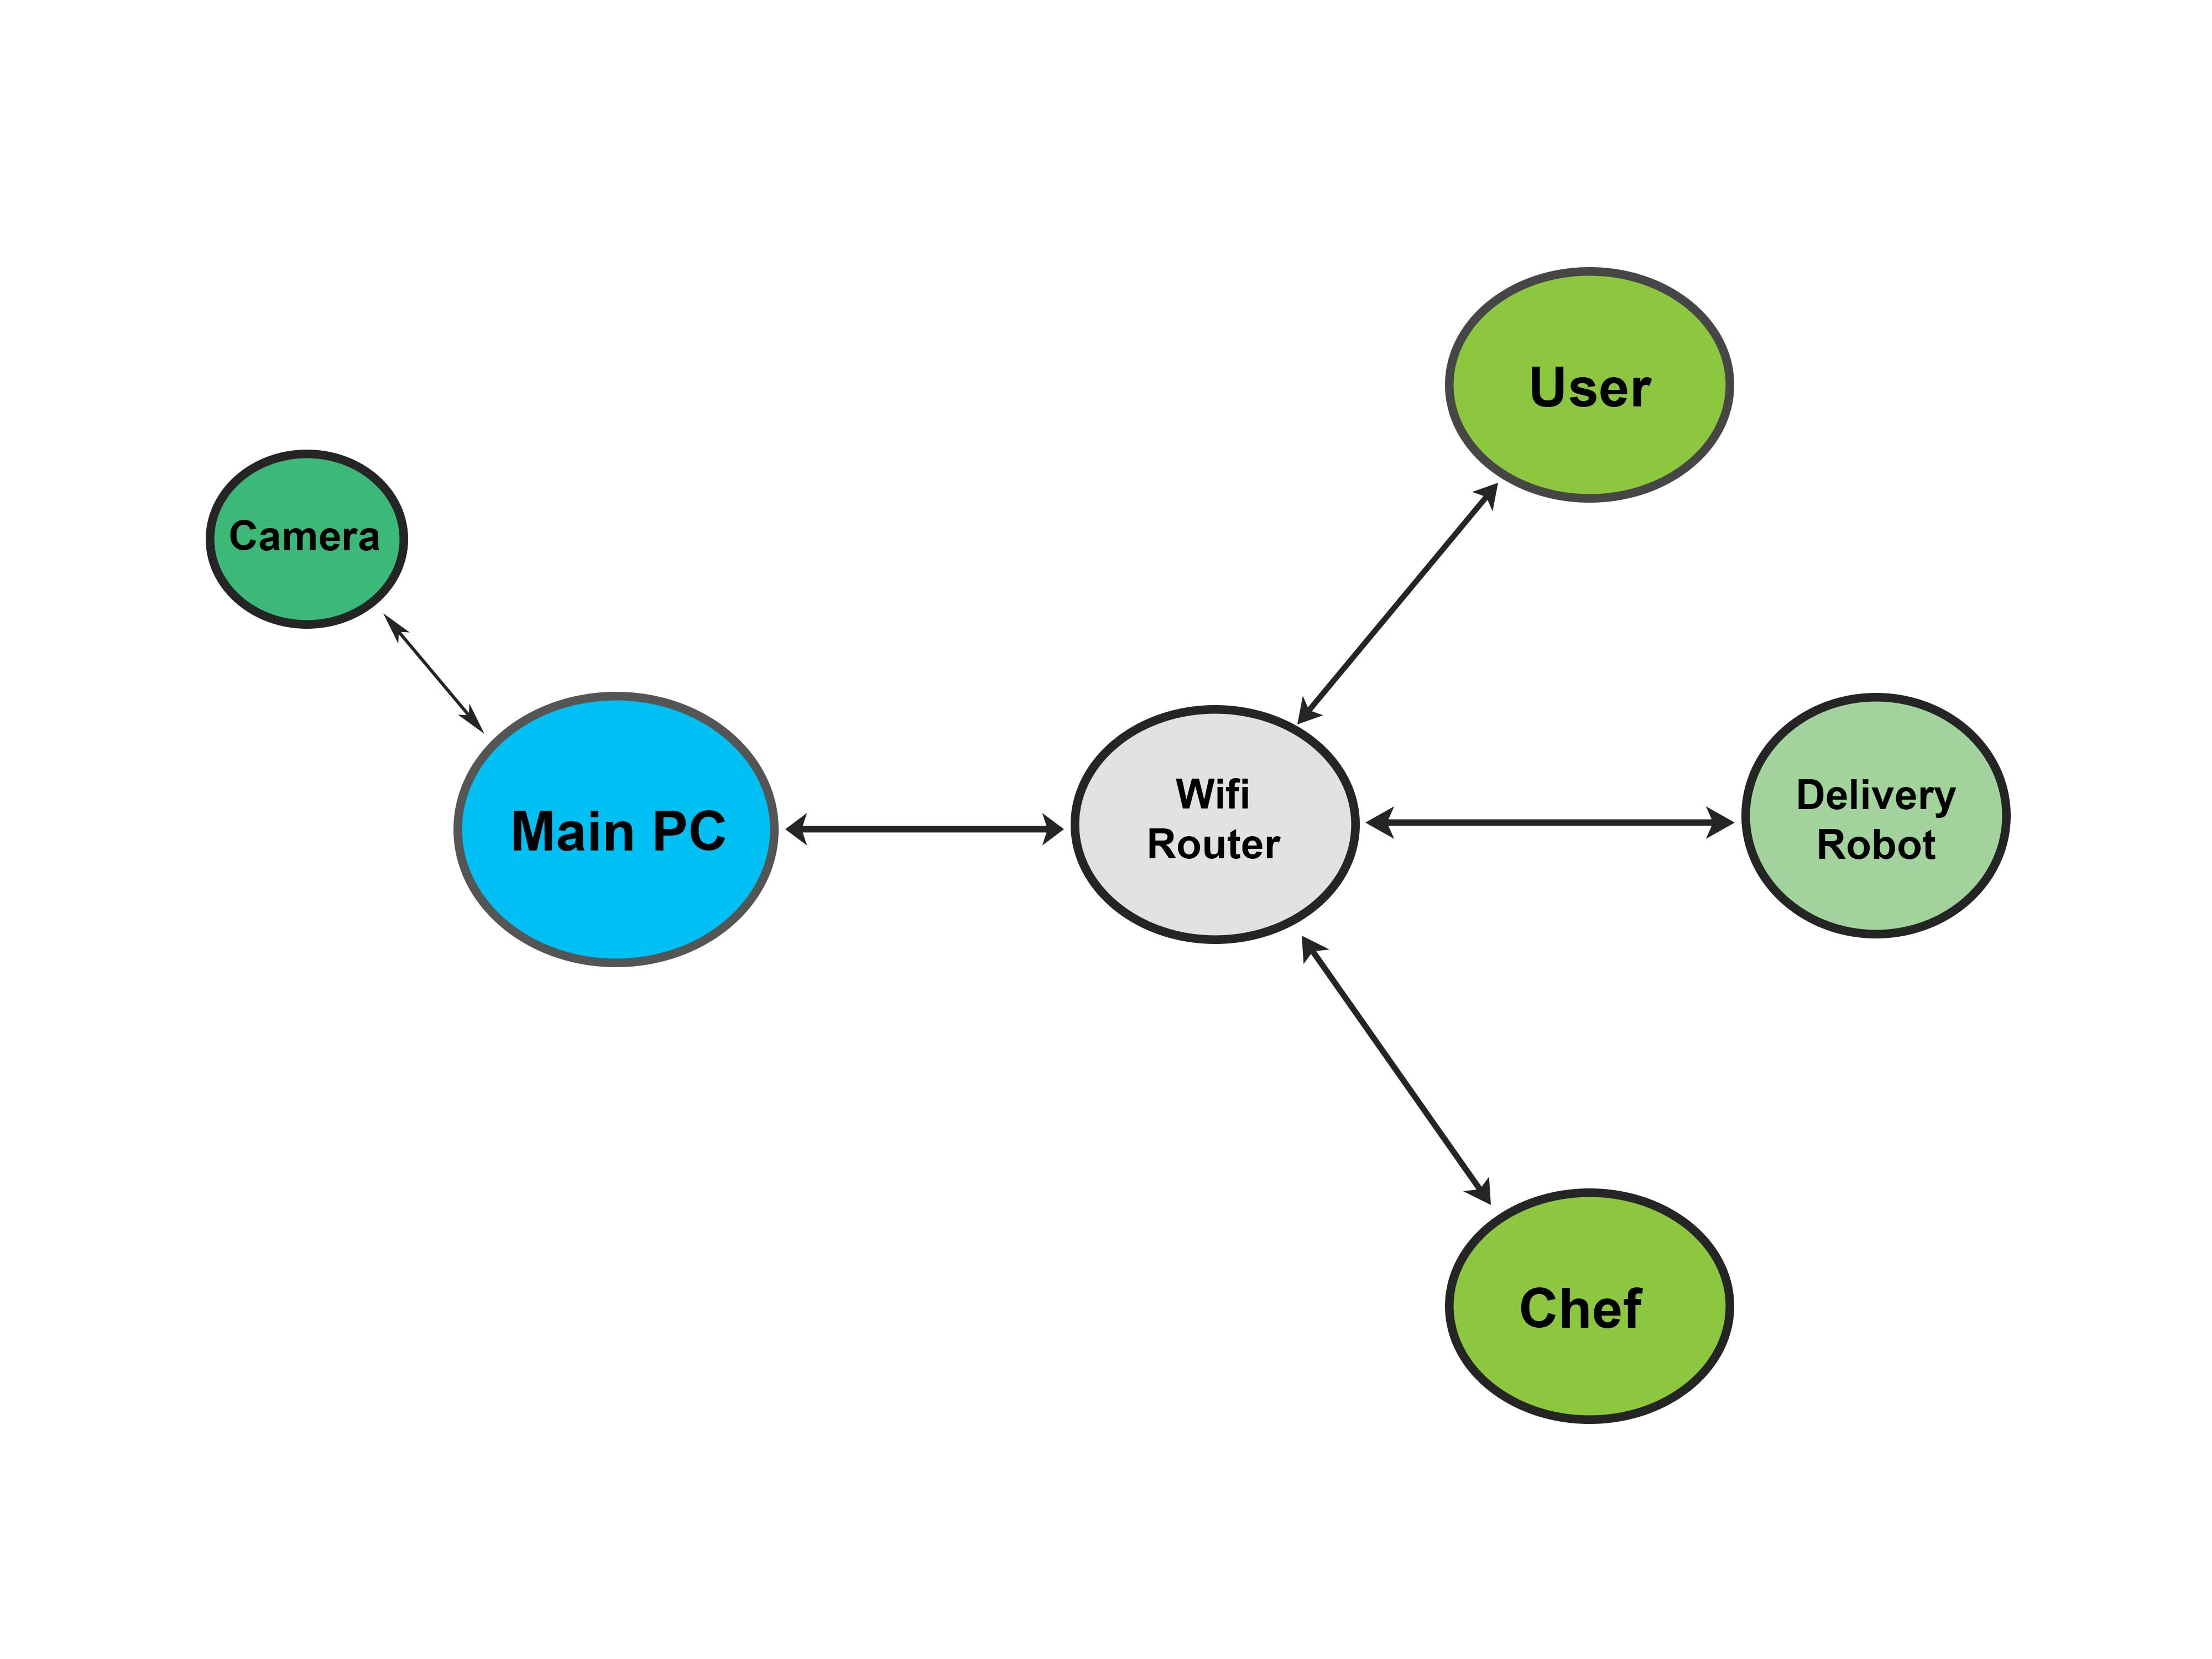 User
Camera
Main PC
Wifi
Router
Delivery
Robot
Chef